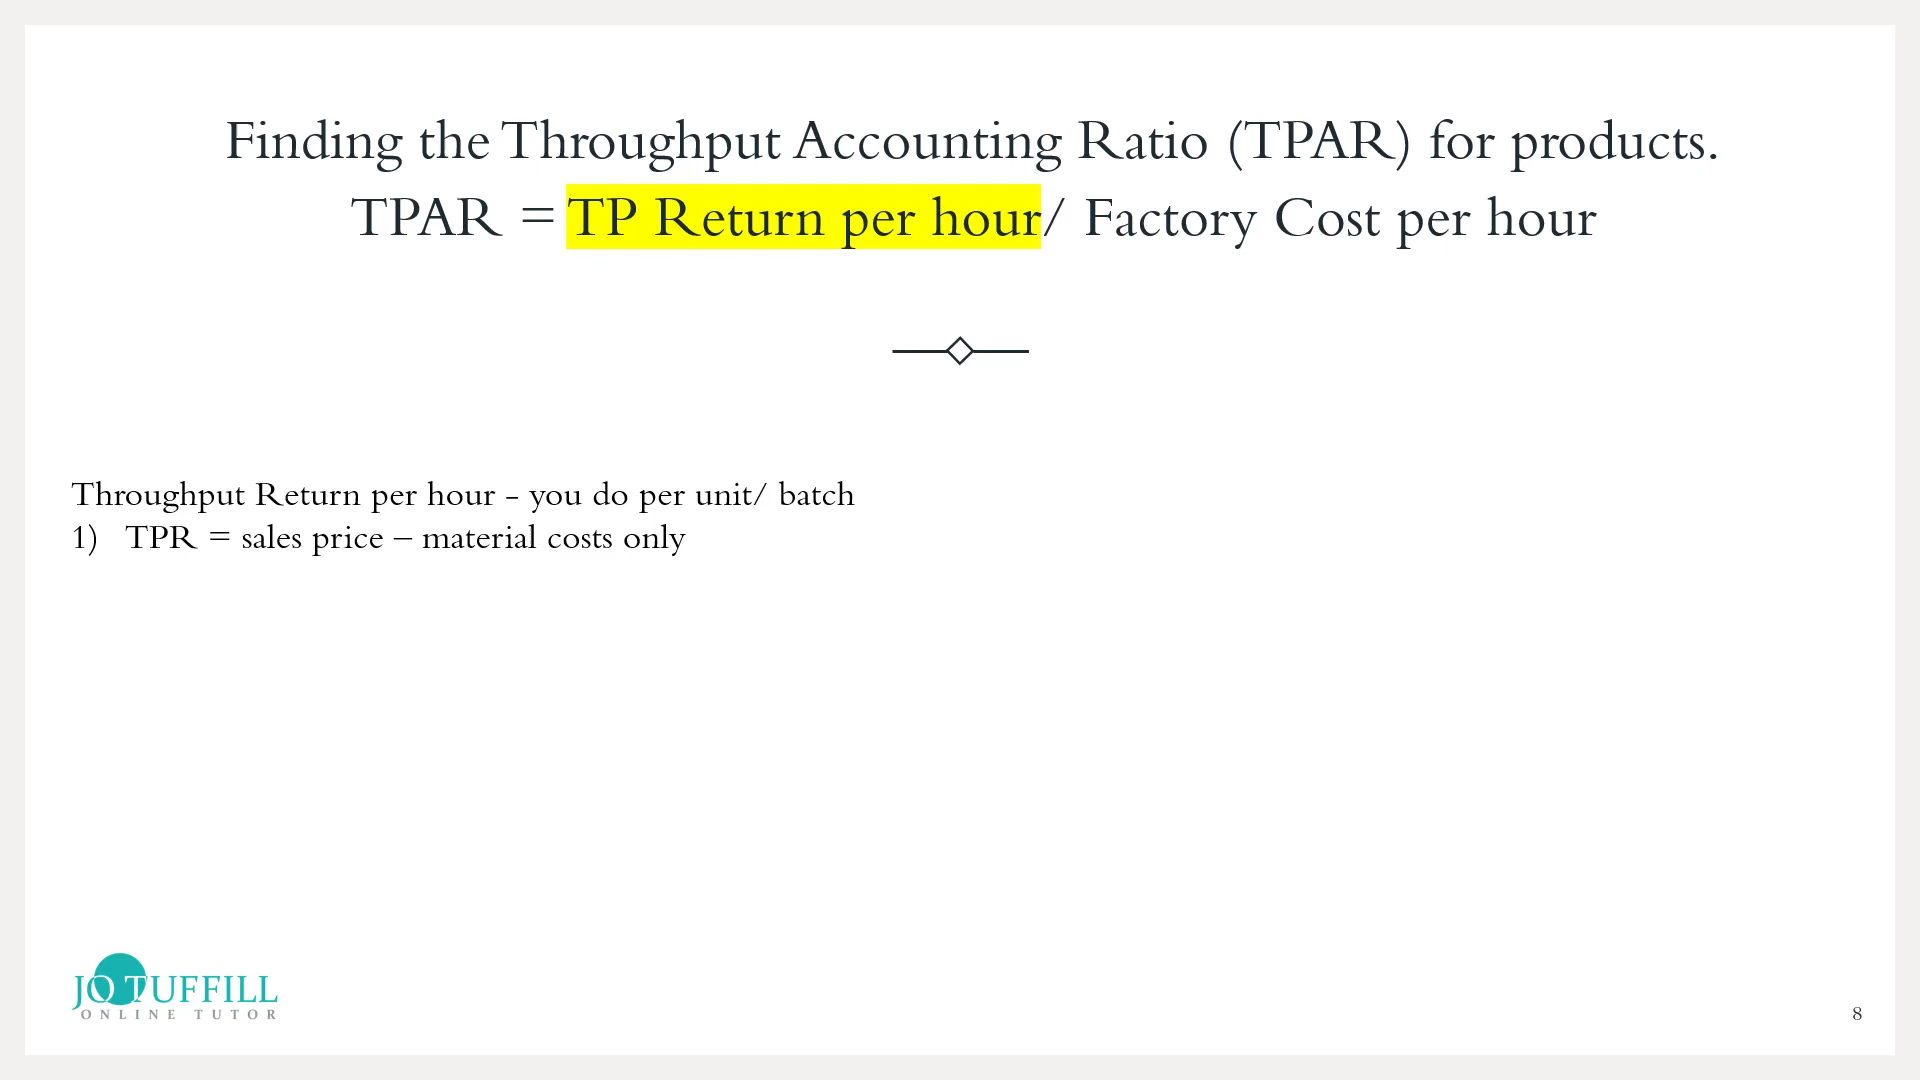 Finding the Throughput Accounting Ratio (TPAR) for products.
TPAR = TP Return per hour/ Factory Cost per hour
Throughput Return per hour - you do per unit/ batch
1) TPR = sales price – material costs only
JO TUFFILL
ONLINE TUTOR
8